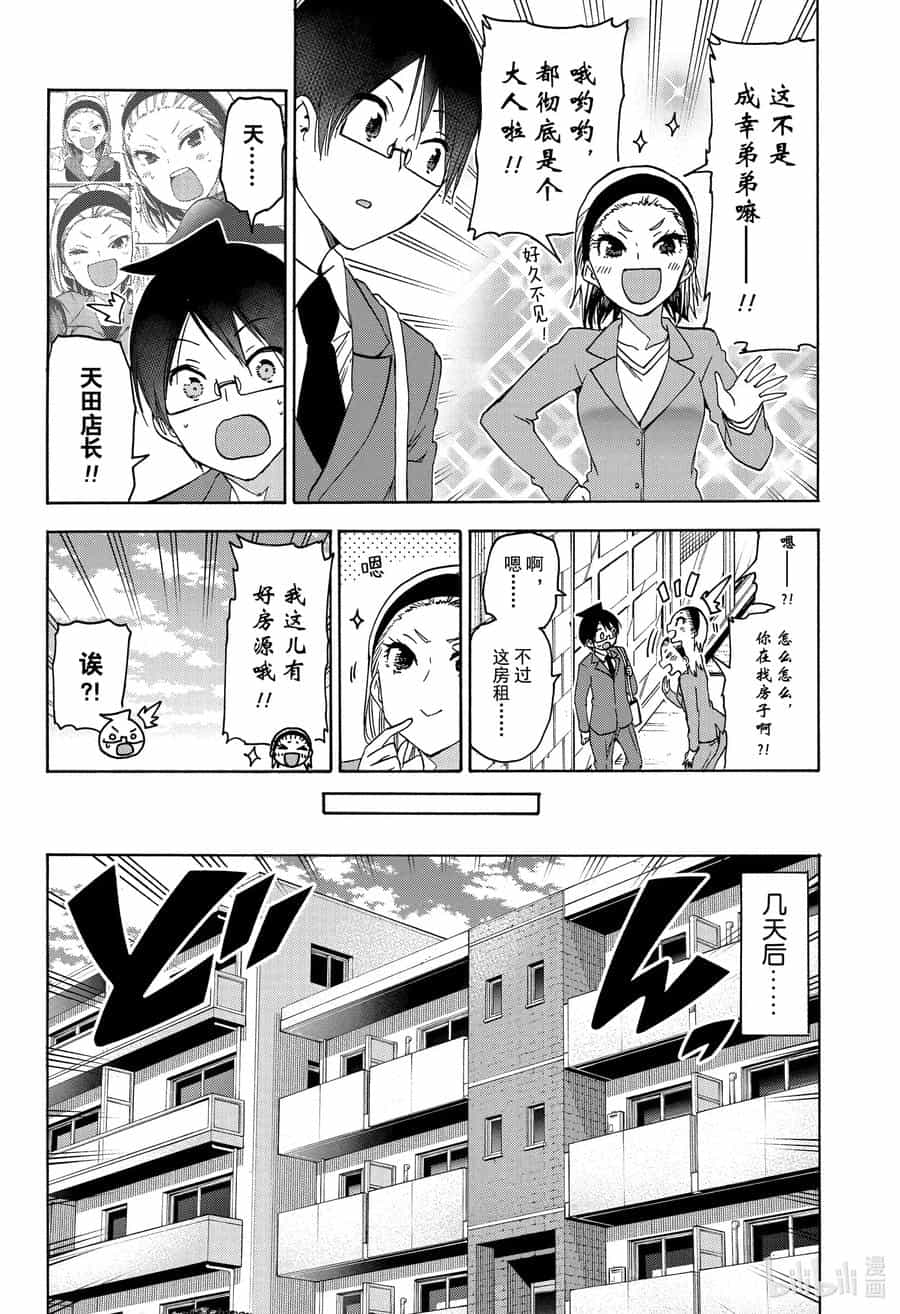 这不是
成幸弟弟嘛
——!!
哦哟哟,
都彻底是个
大人啦!!
好久不见!
天……
天田店长!!
嗯——?!
怎么怎么,
你在找房子啊?!
啊,
嗯……
不过
这房租……
嗯
我这儿有
好房源哦!!
诶?!
几天后……
どん
bilibili
漫画